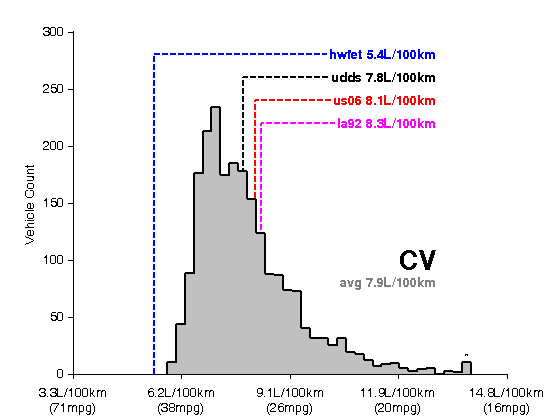 300
hwfet 5.4L/100km
udds 7.8L/100km
250
us06 8.1L/100km
la92 8.3L/100km
200
150
Vehicle Count
100
CV
avg 7.9L/100km
50
0
3.3L/100km 6.2L/100km 9.1L/100km 11.9L/100km 14.8L/100km
(71mpg) (38mpg) (26mpg) (20mpg) (16mpg)